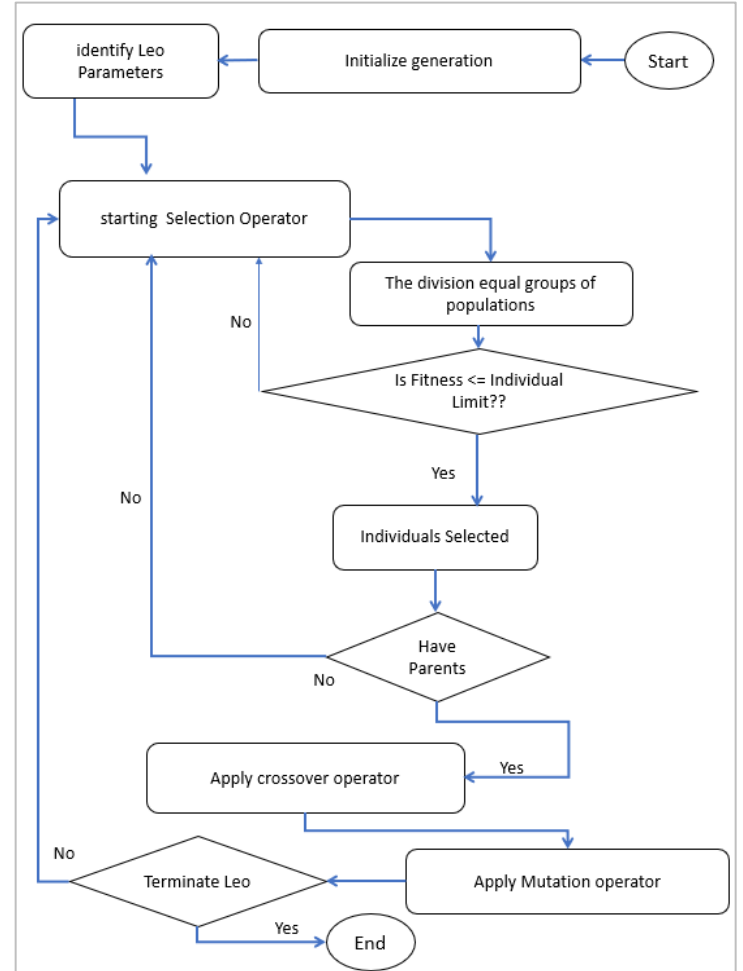 Start
Initialize generation
identify Leo
Parameters
starting  Selection Operator
The division equal groups of
populations
No
Is Fitness <= Individual
Limit??
Yes
No
Individuals Selected
Have
Parents
No
Yes
Apply crossover operator
Apply Mutation operator
No
Terminate Leo
Yes
End